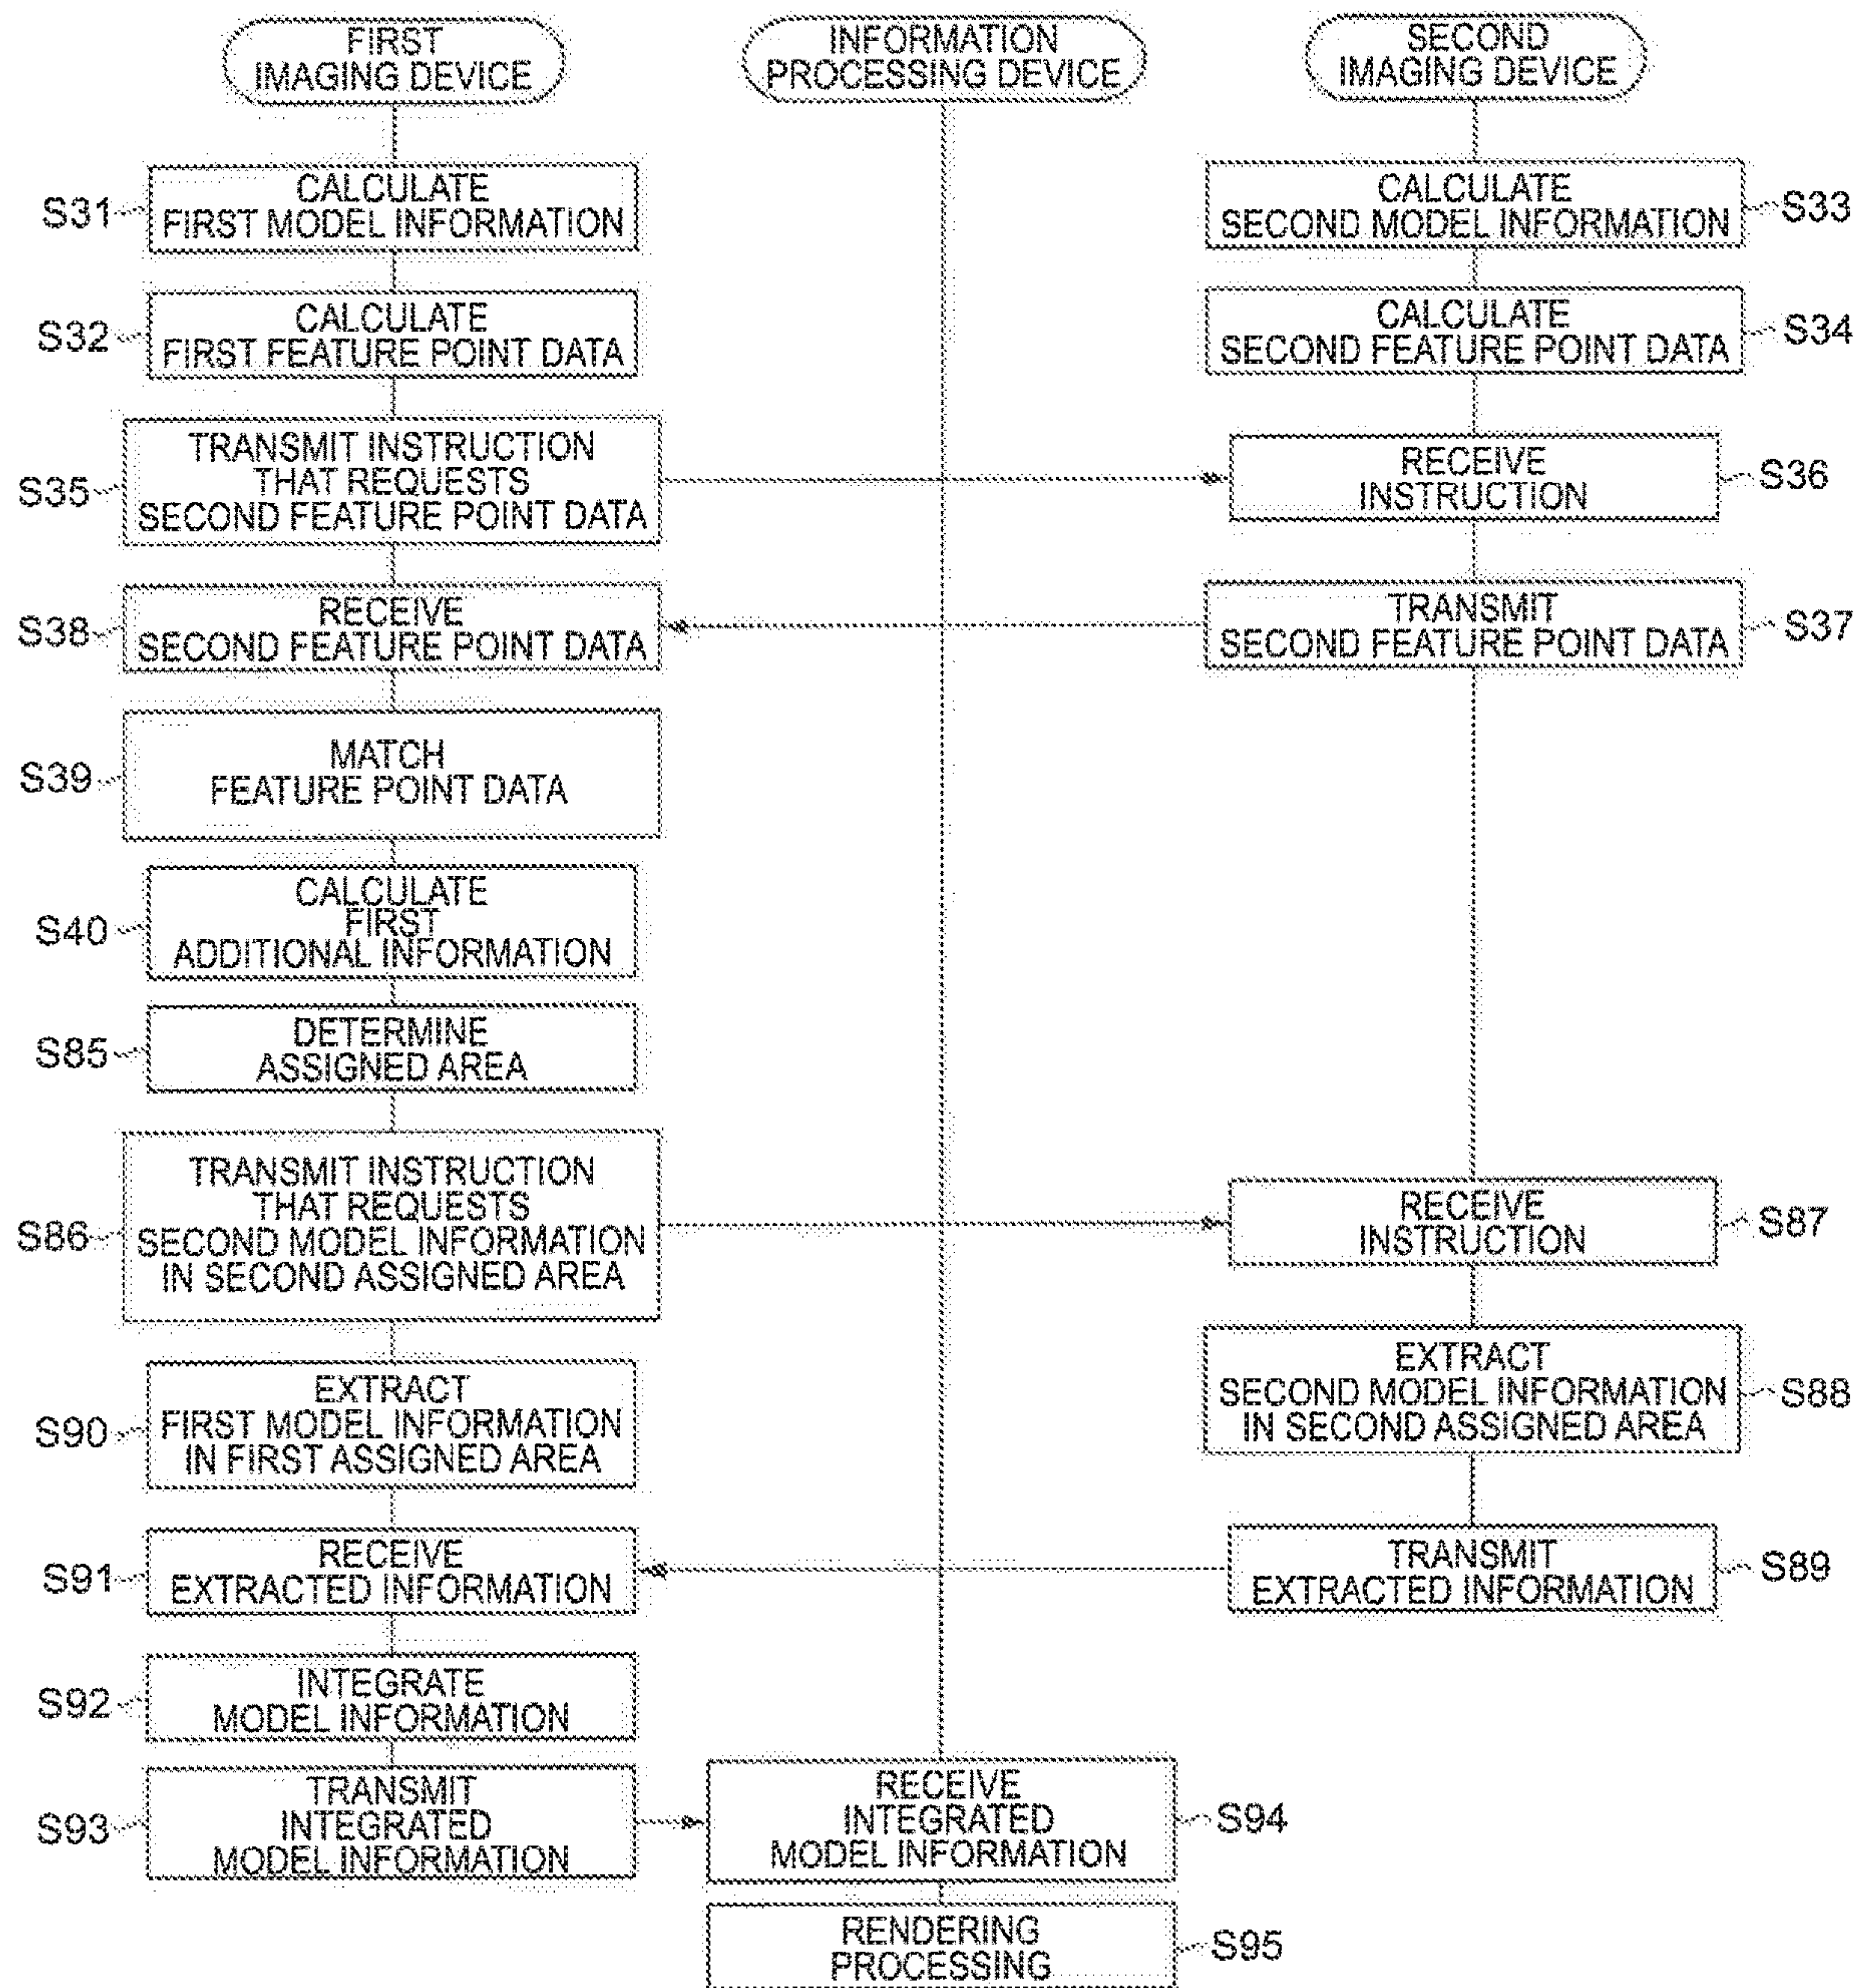 FIRST
IMAGING DEVICE
INFORMATION
PROCESSING DEVICE
SECOND
IMAGING DEVICE
S31
CALCULATE
FIRST MODEL INFORMATION
CALCULATE
SECOND MODEL INFORMATION
S33
S32
CALCULATE
FIRST FEATURE POINT DATA
CALCULATE
SECOND FEATURE POINT DATA
S34
S35
TRANSMIT INSTRUCTION
THAT REQUESTS
SECOND FEATURE POINT DATA
RECEIVE
INSTRUCTION
S36
S38
RECEIVE
SECOND FEATURE POINT DATA
TRANSMIT
SECOND FEATURE POINT DATA
S37
S39
MATCH
FEATURE POINT DATA
S40
CALCULATE
FIRST
ADDITIONAL INFORMATION
S85
DETERMINE
ASSIGNED AREA
S86
TRANSMIT INSTRUCTION
THAT REQUESTS
SECOND MODEL INFORMATION
IN SECOND ASSIGNED AREA
RECEIVE
INSTRUCTION
S87
S90
EXTRACT
FIRST MODEL INFORMATION
IN FIRST ASSIGNED AREA
EXTRACT
SECOND MODEL INFORMATION
IN SECOND ASSIGNED AREA
S88
S91
RECEIVE
EXTRACTED INFORMATION
TRANSMIT
EXTRACTED INFORMATION
S89
S92
INTEGRATE
MODEL INFORMATION
S93
TRANSMIT
INTEGRATED
MODEL INFORMATION
RECEIVE
INTEGRATED
MODEL INFORMATION
S94
RENDERING
PROCESSING
S95